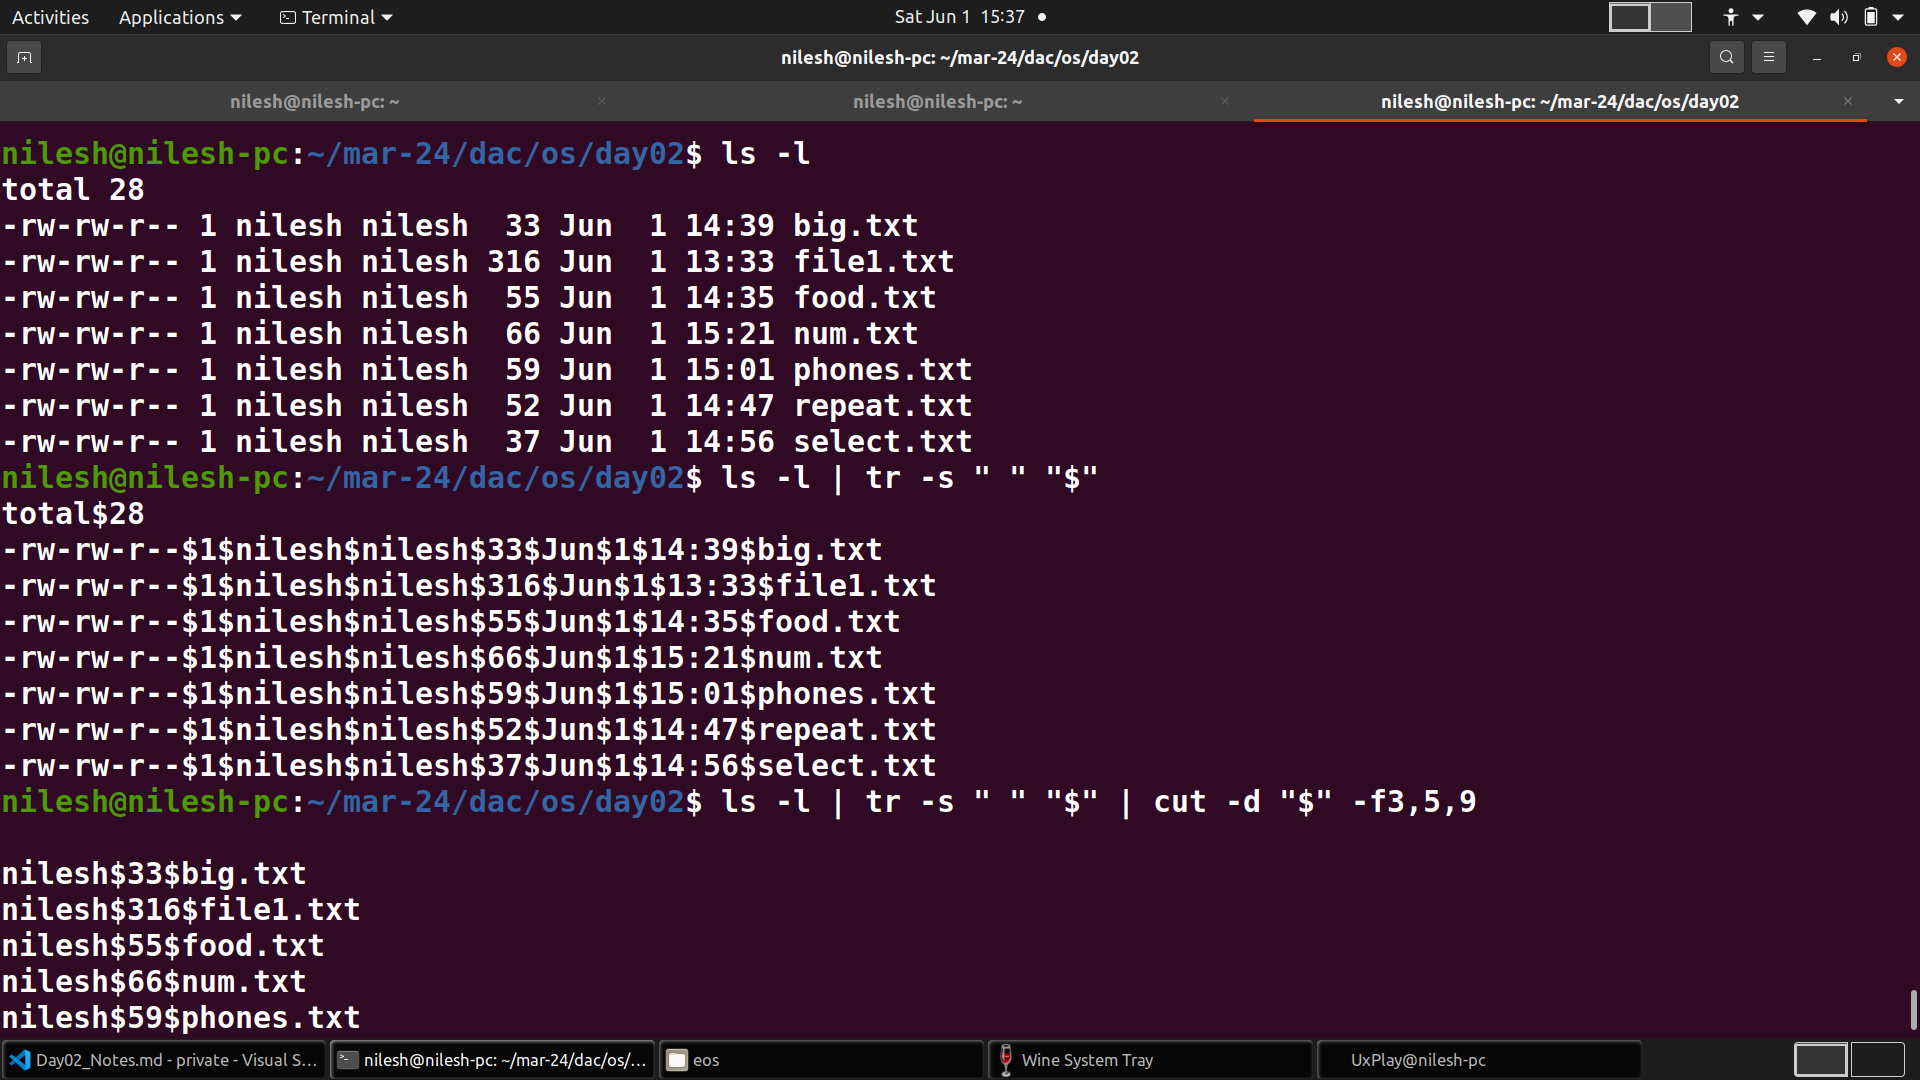 Activities Applications Terminal Sat Jun 1 15:37
nilesh@nilesh-pc: ~/mar-24/dac/os/day02
nilesh@nilesh-pc: ~ nilesh@nilesh-pc: ~ nilesh@nilesh-pc: ~/mar-24/dac/os/day02
nilesh@nilesh-pc:~/mar-24/dac/os/day02$ ls -l
total 28
-rw-rw-r-- 1 nilesh nilesh  33 Jun  1 14:39 big.txt
-rw-rw-r-- 1 nilesh nilesh 316 Jun  1 13:33 file1.txt
-rw-rw-r-- 1 nilesh nilesh  55 Jun  1 14:35 food.txt
-rw-rw-r-- 1 nilesh nilesh  66 Jun  1 15:21 num.txt
-rw-rw-r-- 1 nilesh nilesh  59 Jun  1 15:01 phones.txt
-rw-rw-r-- 1 nilesh nilesh  52 Jun  1 14:47 repeat.txt
-rw-rw-r-- 1 nilesh nilesh  37 Jun  1 14:56 select.txt
nilesh@nilesh-pc:~/mar-24/dac/os/day02$ ls -l | tr -s " " "$"
total$28
-rw-rw-r--$1$nilesh$nilesh$33$Jun$1$14:39$big.txt
-rw-rw-r--$1$nilesh$nilesh$316$Jun$1$13:33$file1.txt
-rw-rw-r--$1$nilesh$nilesh$55$Jun$1$14:35$food.txt
-rw-rw-r--$1$nilesh$nilesh$66$Jun$1$15:21$num.txt
-rw-rw-r--$1$nilesh$nilesh$59$Jun$1$15:01$phones.txt
-rw-rw-r--$1$nilesh$nilesh$52$Jun$1$14:47$repeat.txt
-rw-rw-r--$1$nilesh$nilesh$37$Jun$1$14:56$select.txt
nilesh@nilesh-pc:~/mar-24/dac/os/day02$ ls -l | tr -s " " "$" | cut -d "$" -f3,5,9
nilesh$33$big.txt
nilesh$316$file1.txt
nilesh$55$food.txt
nilesh$66$num.txt
nilesh$59$phones.txt
Day02_Notes.md - private - Visual S... nilesh@nilesh-pc: ~/mar-24/dac/os/... eos Wine System Tray UxPlay@nilesh-pc